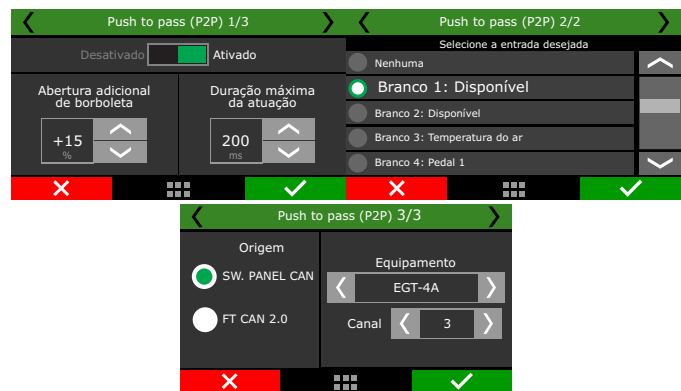 Push to pass (P2P) 1/3
Desativado
Ativado
Abertura adicional
de borboleta
+15
%
Duração máxima
da atuação
200
ms
Push to pass (P2P) 2/2
Selecione a entrada desejada
Nenhuma
Branco 1: Disponível
Branco 2: Disponível
Branco 3: Temperatura do ar
Branco 4: Pedal 1
Push to pass (P2P) 3/3
Origem
SW. PANEL CAN
FT CAN 2.0
Equipamento
EGT-4A
Canal
3